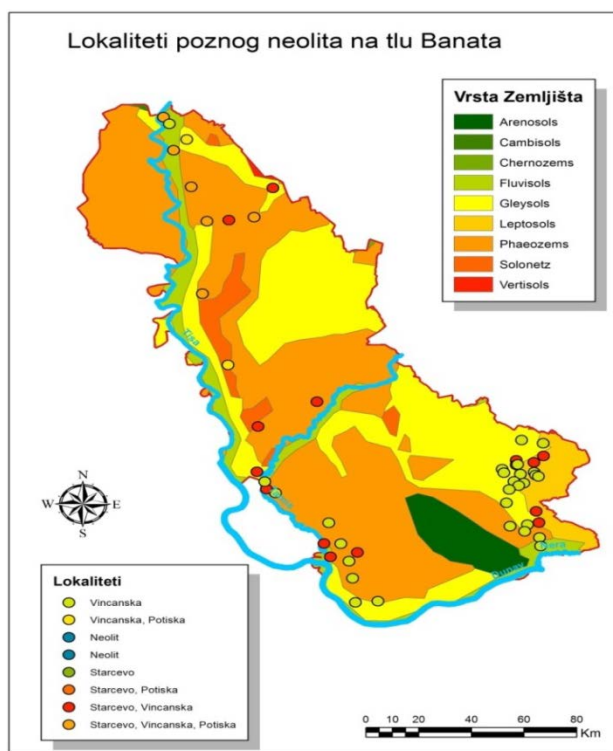 Lokaliteti poznog neolita na tlu Banata
Vrsta Zemljišta
Arenosols
Cambisols
Chernozems
Fluvisols
Gleysols
Leptosols
Phaeozems
Solonetz
Vertisols
Tisa
Nera
Dunav
N
W
E
S
Lokaliteti
Vincanska
Vincanska, Potiska
Neolit
Neolit
Starcevo
Starcevo, Potiska
Starcevo, Vincanska
Starcevo, Vincanska, Potiska
0 10 20 40 60 80
Km